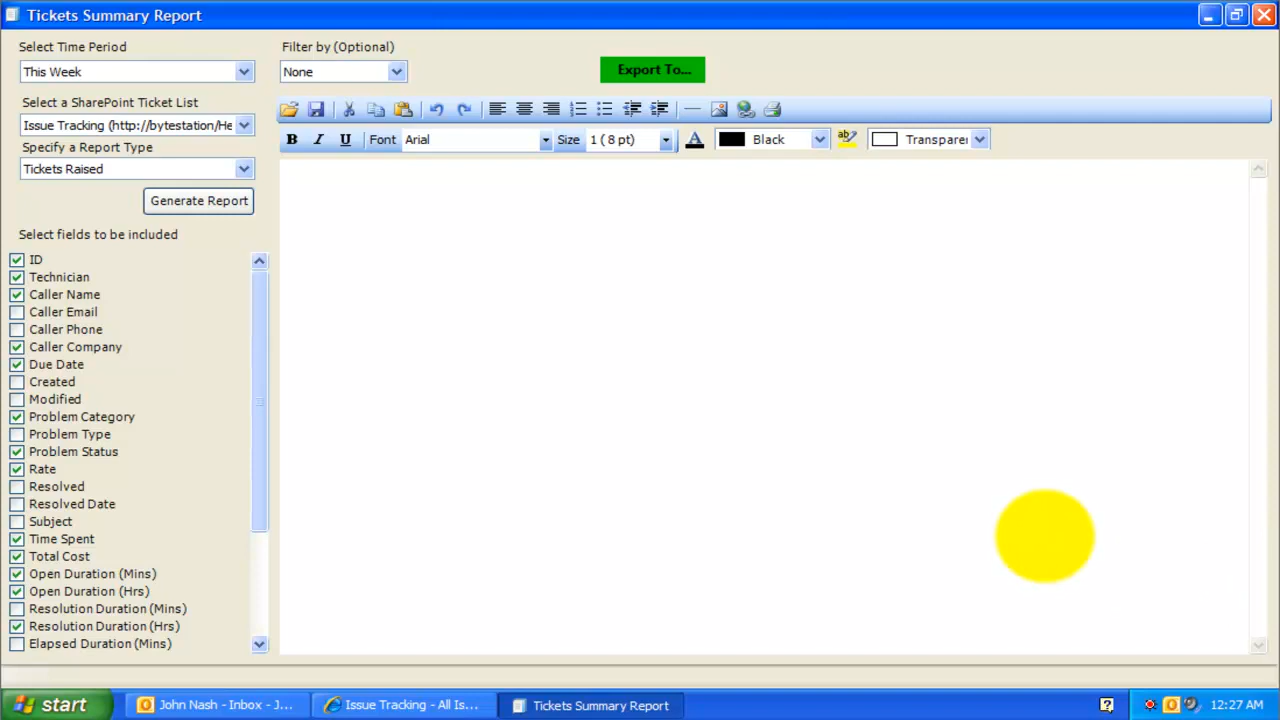 Tickets Summary Report
Select Time Period
This Week
Filter by (Optional)
None
Export To...
Select a SharePoint Ticket List
Issue Tracking (http://bytestation/He
Specify a Report Type
Tickets Raised
Generate Report
B I U Font Arial Size 1 ( 8 pt) A Black ab Transparei
Select fields to be included
ID
Technician
Caller Name
Caller Email
Caller Phone
Caller Company
Due Date
Created
Modified
Problem Category
Problem Type
Problem Status
Rate
Resolved
Resolved Date
Subject
Time Spent
Total Cost
Open Duration (Mins)
Open Duration (Hrs)
Resolution Duration (Mins)
Resolution Duration (Hrs)
Elapsed Duration (Mins)
start John Nash - Inbox - J... Issue Tracking - All Is... Tickets Summary Report 12:27 AM